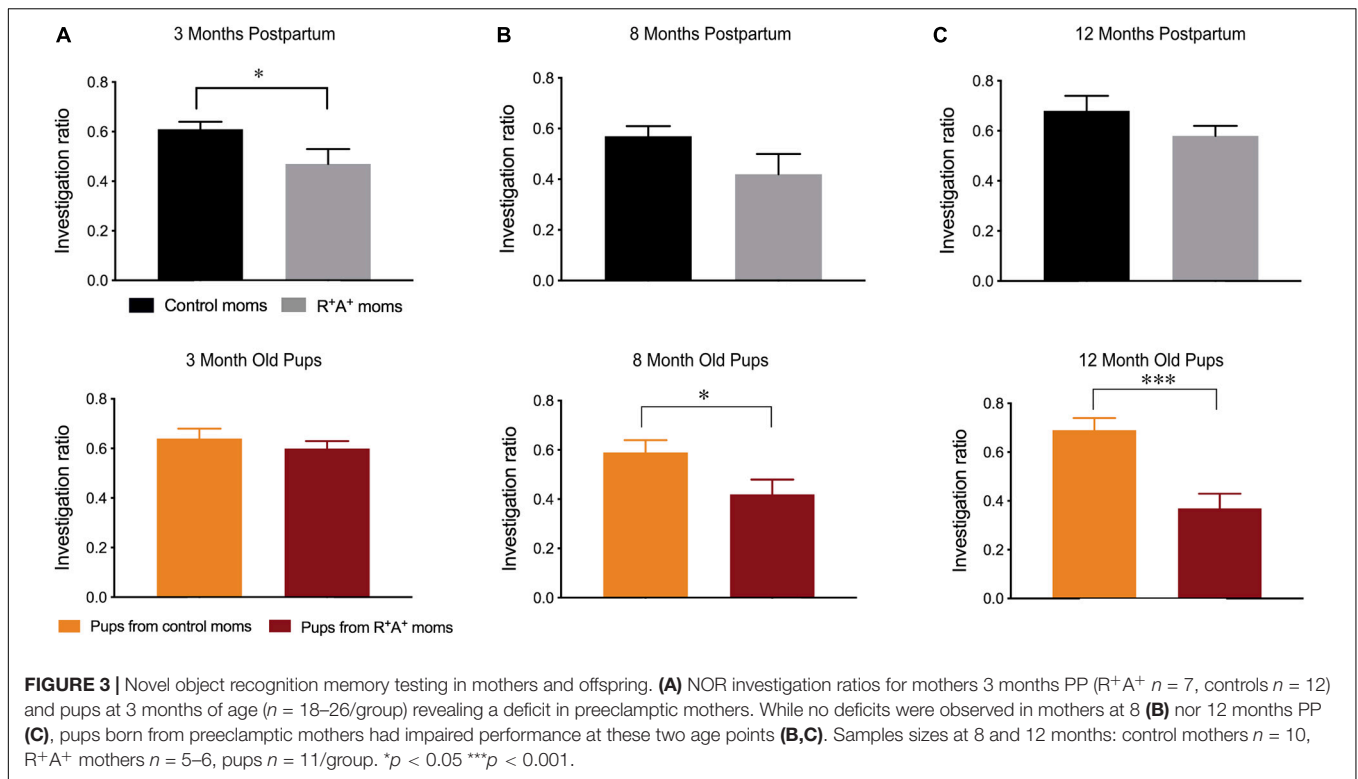 A
3 Months Postpartum
Investigation ratio
0.8
0.6
0.4
0.2
0.0
*
Control moms
R⁺A⁺ moms
B
8 Months Postpartum
Investigation ratio
0.8
0.6
0.4
0.2
0.0
C
12 Months Postpartum
Investigation ratio
0.8
0.6
0.4
0.2
0.0
3 Month Old Pups
Investigation ratio
0.8
0.6
0.4
0.2
0.0
Pups from control moms
Pups from R⁺A⁺ moms
8 Month Old Pups
Investigation ratio
0.8
0.6
0.4
0.2
0.0
*
12 Month Old Pups
Investigation ratio
0.8
0.6
0.4
0.2
0.0
***
FIGURE 3 | Novel object recognition memory testing in mothers and offspring. (A) NOR investigation ratios for mothers 3 months PP (R⁺A⁺ n = 7, controls n = 12)
and pups at 3 months of age (n = 18–26/group) revealing a deficit in preeclamptic mothers. While no deficits were observed in mothers at 8 (B) nor 12 months PP
(C), pups born from preeclamptic mothers had impaired performance at these two age points (B,C). Samples sizes at 8 and 12 months: control mothers n = 10,
R⁺A⁺ mothers n = 5–6, pups n = 11/group. *p < 0.05 ***p < 0.001.